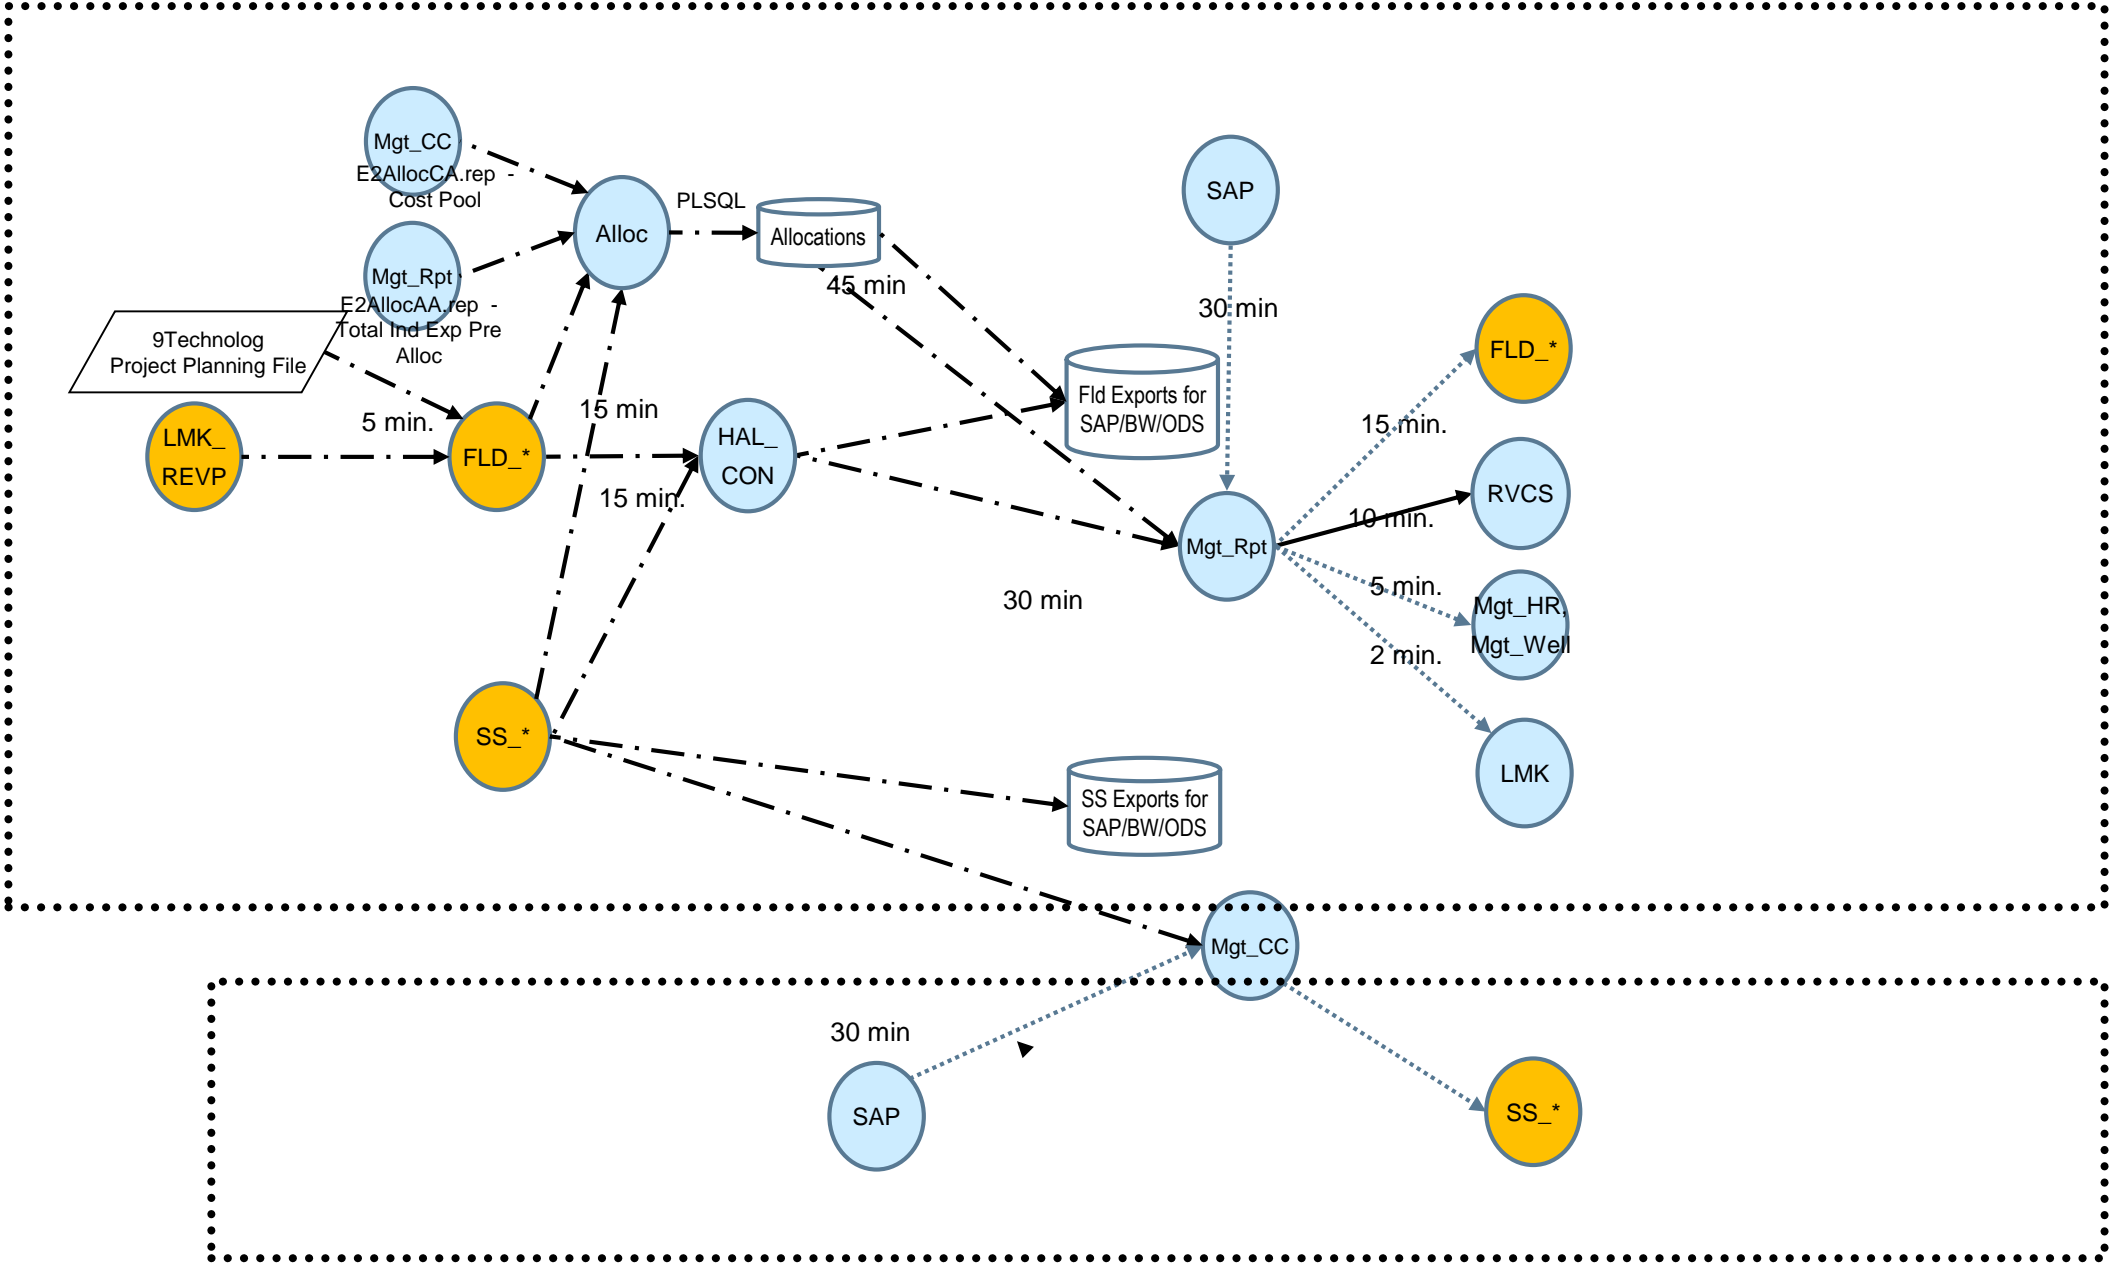 Mgt_CC
E2AllocCA.rep  -
Cost Pool
Alloc
PLSQL
Allocations
SAP
Mgt_Rpt
E2AllocAA.rep  -
Total Ind Exp Pre
Alloc
45 min
30 min
9Technolog
Project Planning File
FLD_*
Fld Exports for
SAP/BW/ODS
5 min.
15 min
15 min.
LMK_
REVP
FLD_*
HAL_
CON
15 min.
RVCS
10 min.
Mgt_Rpt
5 min.
30 min
Mgt_HR,
Mgt_Well
2 min.
SS_*
LMK
SS Exports for
SAP/BW/ODS
Mgt_CC
30 min
SAP
SS_*